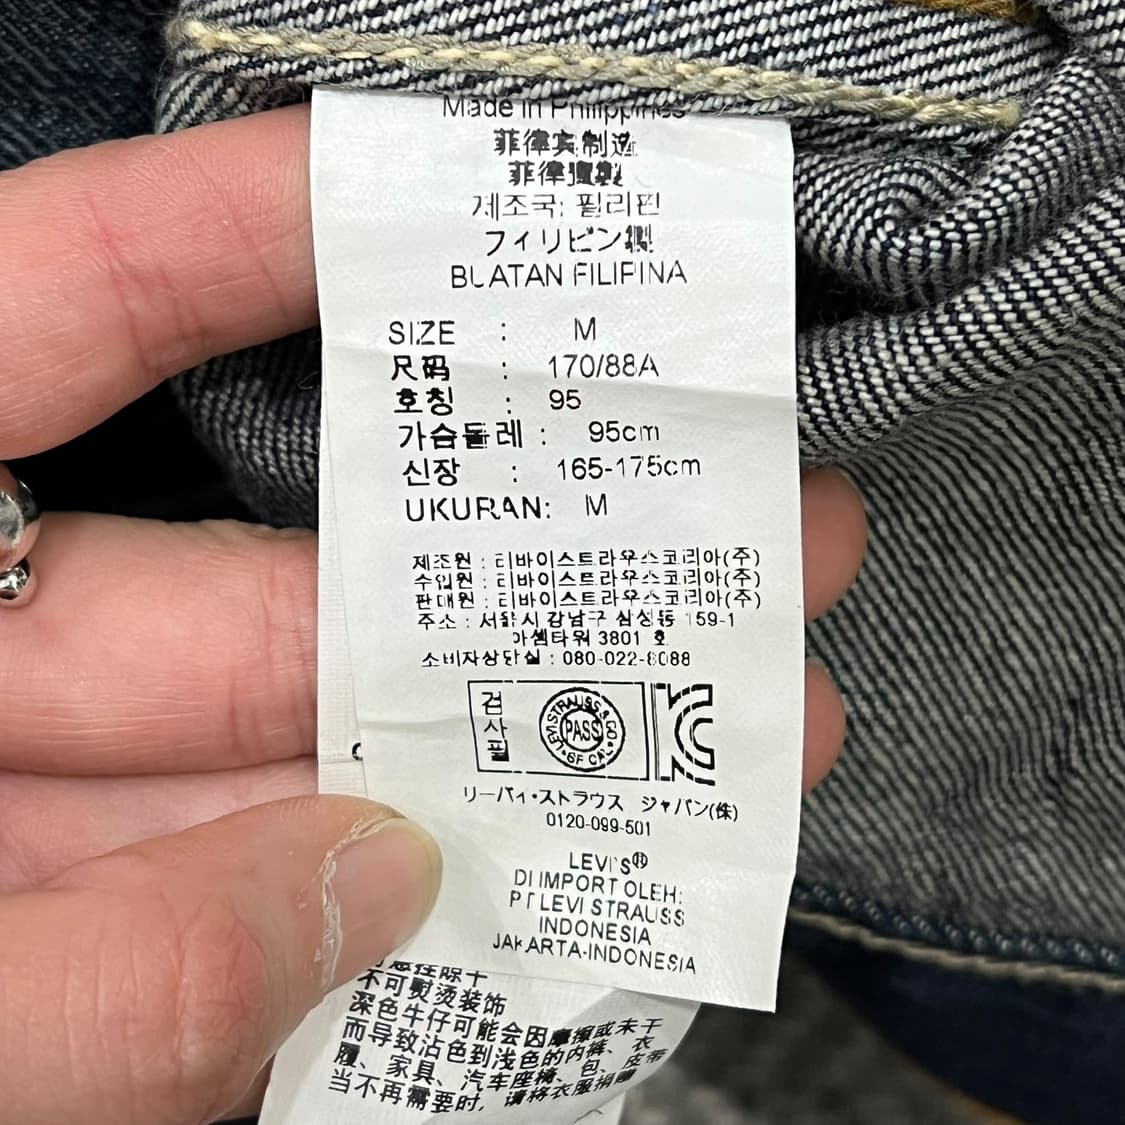 Made in Philippines
菲律宾制造
菲律賓製
제조국: 필리핀
フィリピン製
BUATAN FILIPINA
SIZE : M
尺码 : 170/88A
호칭 : 95
가슴둘레 : 95cm
신장 : 165-175cm
UKURAN: M
제조원 : 리바이스트라우스코리아(주)
수입원 : 리바이스트라우스코리아(주)
판매원 : 리바이스트라우스코리아(주)
주소 : 서울시 강남구 삼성동 159-1
아셈타워 3801 호
소비자상담실 : 080-022-8088
검사필
LEVI STRAUSS & CO
PASS
SF CAL
リーバイ・ストラウス ジャパン(株)
0120-099-501
LEVI'S®
DI IMPORT OLEH:
PT LEVI STRAUSS
INDONESIA
JAKARTA-INDONESIA
不可熨烫装饰
深色牛仔可能会因摩擦或未干
而导致沾色到浅色的内裤、衣
履、家具、汽车座椅、包、皮带
当不再需要时, 请将衣服捐赠